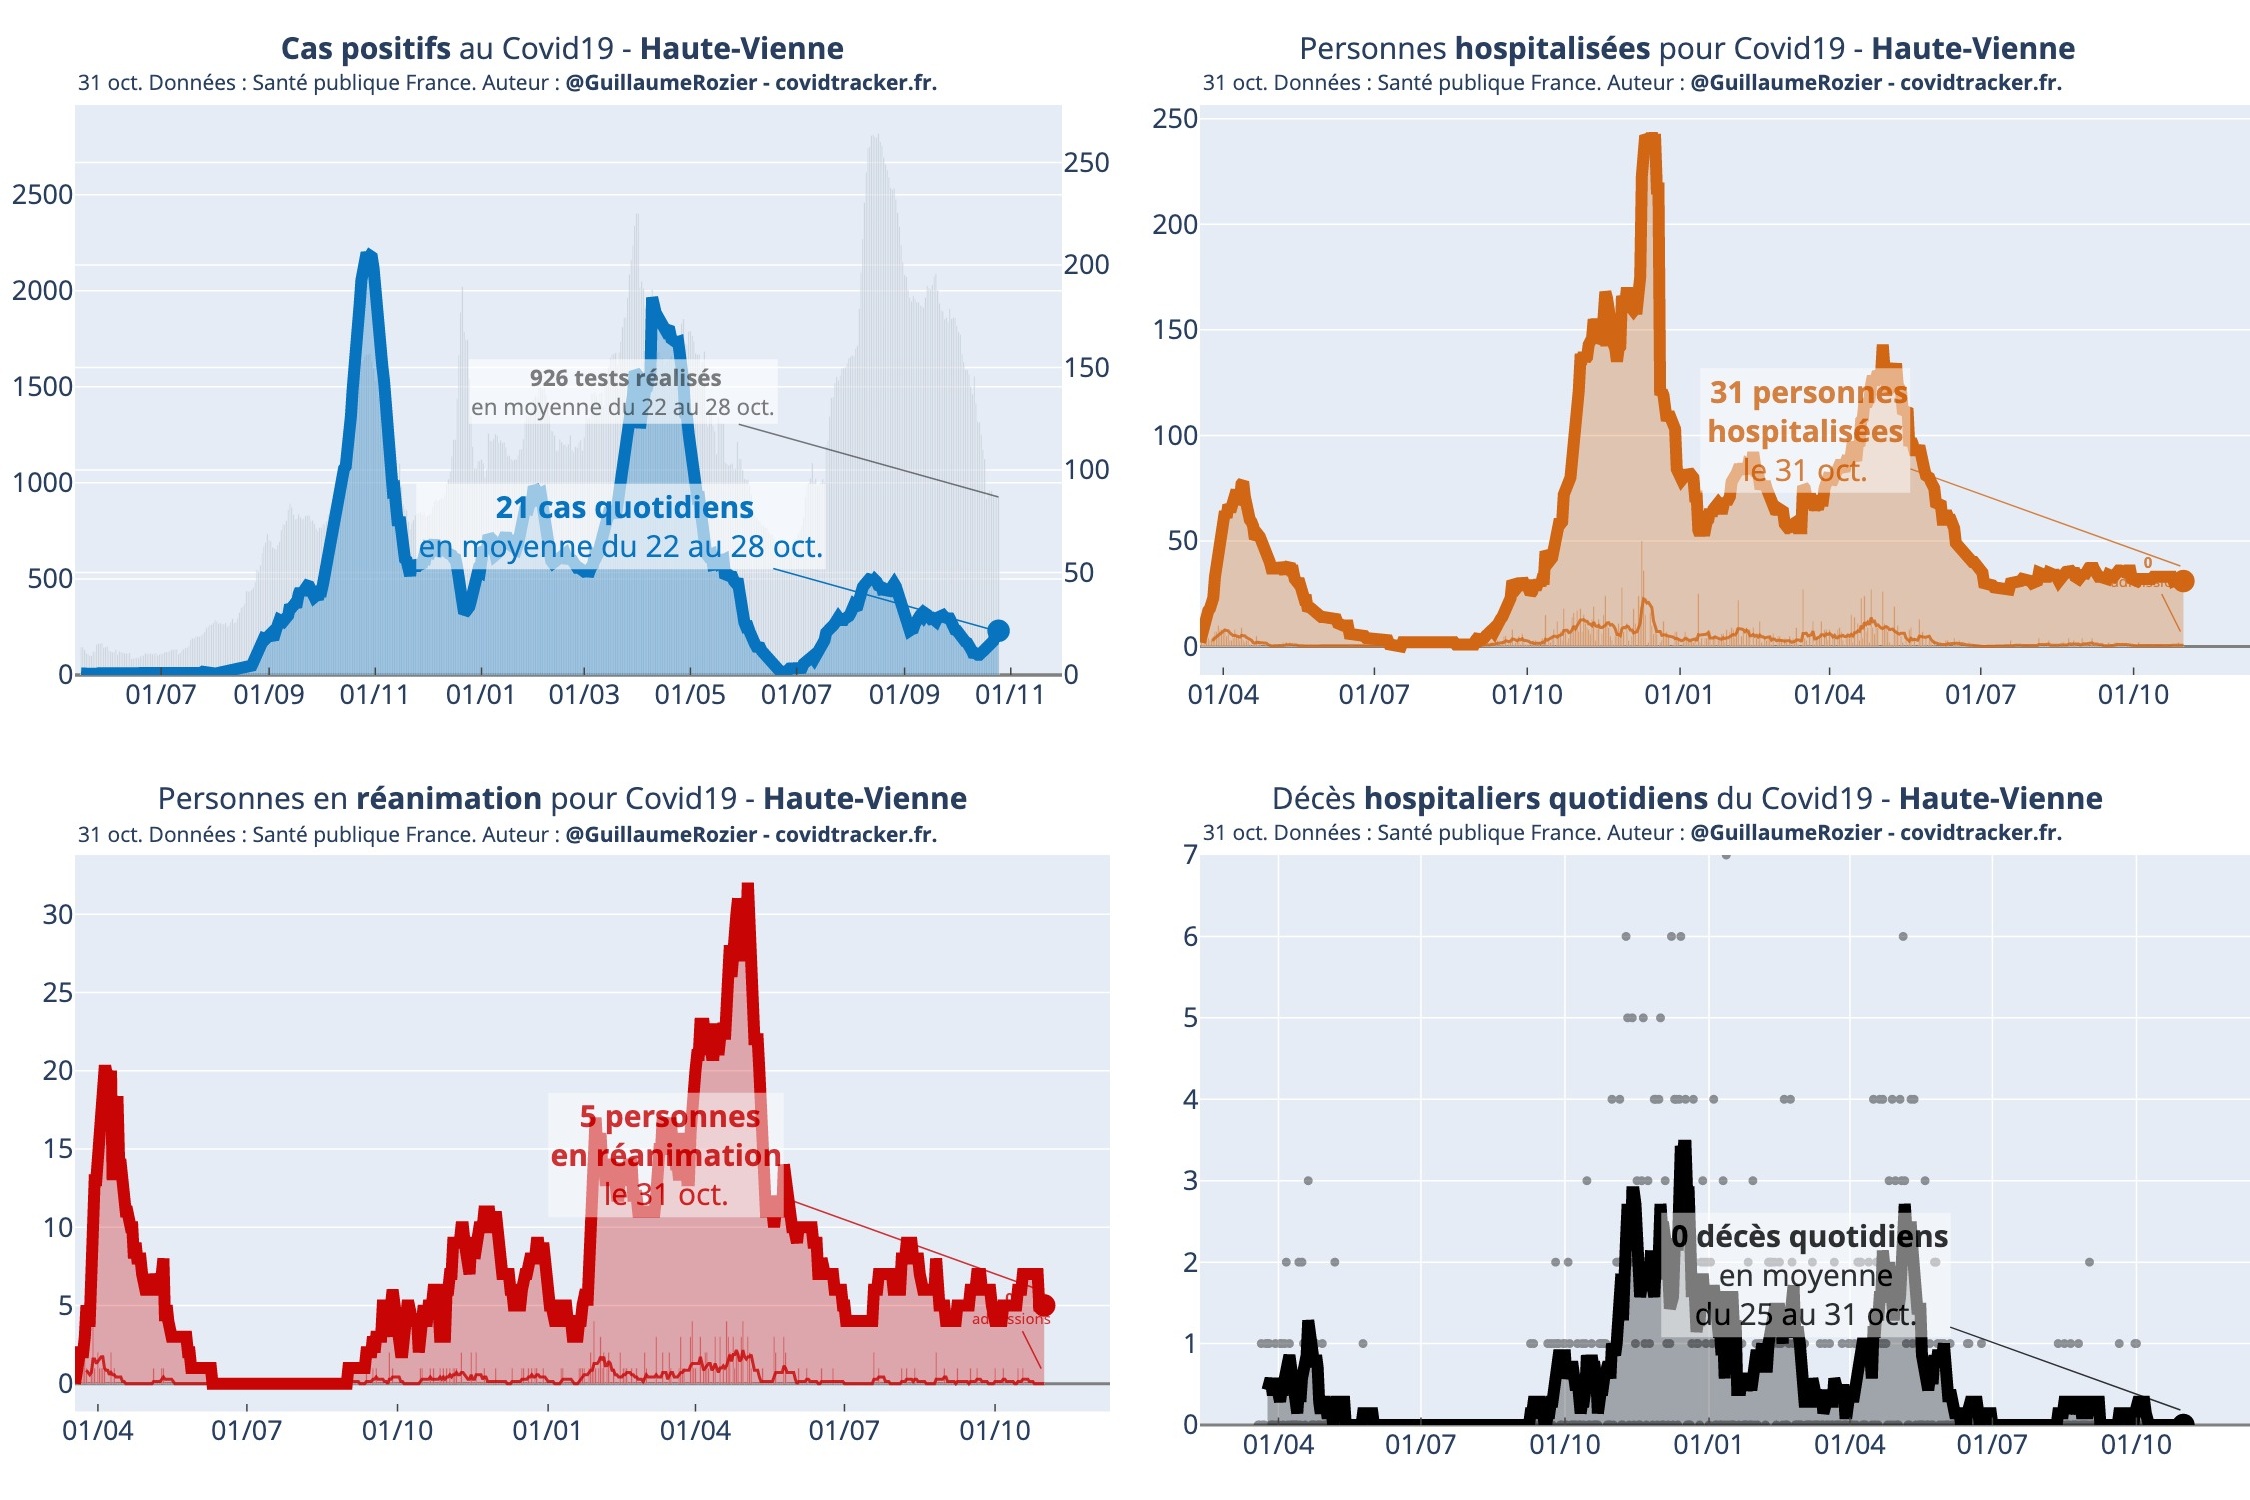 Cas positifs au Covid19 - Haute-Vienne
31 oct. Données : Santé publique France. Auteur : @GuillaumeRozier - covidtracker.fr.
250
2500
200
2000
150
1500
926 tests réalisés
en moyenne du 22 au 28 oct.
1000
100
21 cas quotidiens
en moyenne du 22 au 28 oct.
500
50
0
0
01/07 01/09 01/11 01/01 01/03 01/05 01/07 01/09 01/11
Personnes hospitalisées pour Covid19 - Haute-Vienne
31 oct. Données : Santé publique France. Auteur : @GuillaumeRozier - covidtracker.fr.
250
200
150
31 personnes
hospitalisées
le 31 oct.
100
50
0
0
01/04 01/07 01/10 01/01 01/04 01/07 01/10
Personnes en réanimation pour Covid19 - Haute-Vienne
31 oct. Données : Santé publique France. Auteur : @GuillaumeRozier - covidtracker.fr.
30
25
20
5 personnes
en réanimation
le 31 oct.
15
10
5
admissions
0
01/04 01/07 01/10 01/01 01/04 01/07 01/10
Décès hospitaliers quotidiens du Covid19 - Haute-Vienne
31 oct. Données : Santé publique France. Auteur : @GuillaumeRozier - covidtracker.fr.
7
6
5
4
3
0 décès quotidiens
en moyenne
du 25 au 31 oct.
2
1
0
01/04 01/07 01/10 01/01 01/04 01/07 01/10